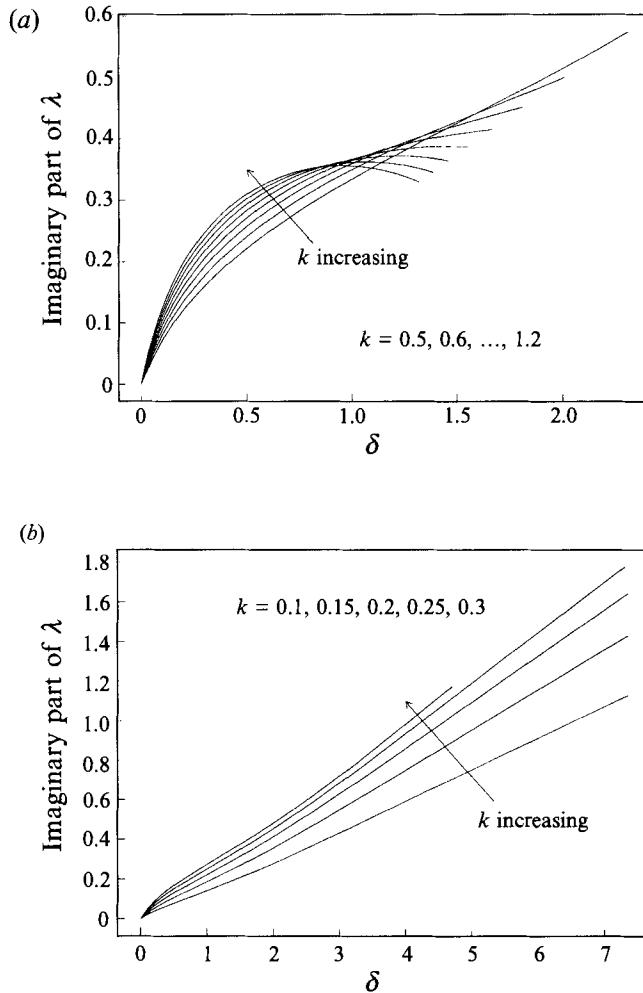 (a)
0.6
0.5
0.4
0.3
0.2
0.1
0
Imaginary part of λ
k increasing
k = 0.5, 0.6, ..., 1.2
0 0.5 1.0 1.5 2.0
δ
(b)
1.8
1.6
1.4
1.2
1.0
0.8
0.6
0.4
0.2
0
Imaginary part of λ
k = 0.1, 0.15, 0.2, 0.25, 0.3
k increasing
0 1 2 3 4 5 6 7
δ